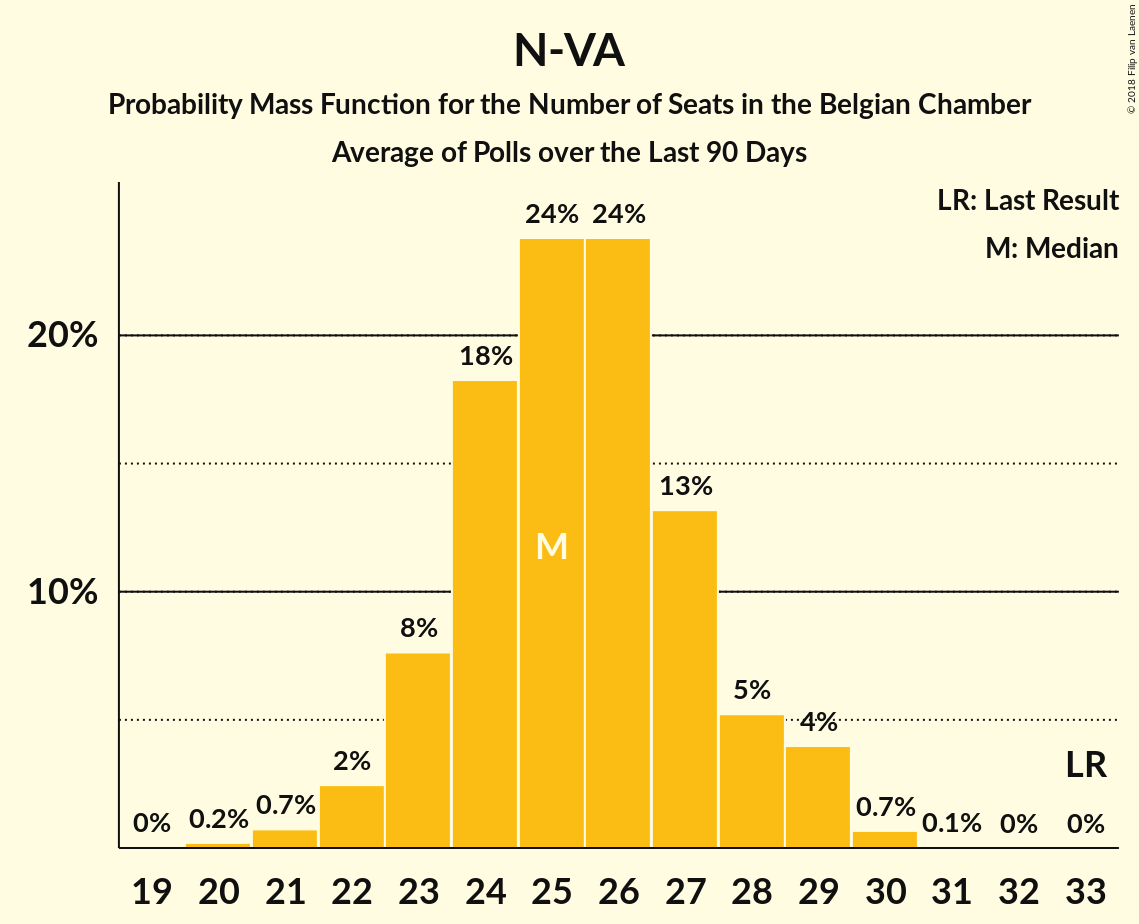 N-VA
Probability Mass Function for the Number of Seats in the Belgian Chamber
Average of Polls over the Last 90 Days
© 2018 Filip van Laenen
LR: Last Result
M: Median
24% 24%
20%
18%
13%
M
10%
8%
5%
4%
2%
LR
0% 0.2% 0.7% 0.7% 0.1% 0% 0%
19 20 21 22 23 24 25 26 27 28 29 30 31 32 33